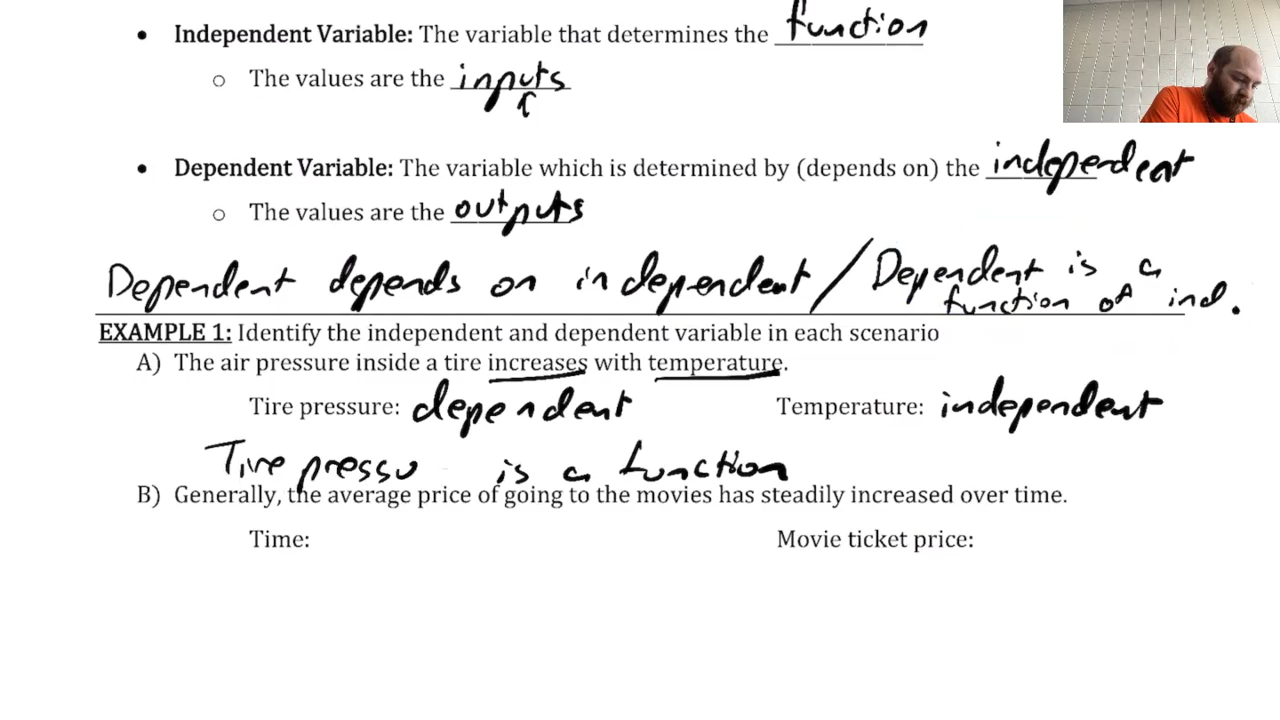 • Independent Variable: The variable that determines the function
○ The values are the inputs
• Dependent Variable: The variable which is determined by (depends on) the independent
○ The values are the outputs
Dependent depends on independent / Dependent is a
function of ind.
EXAMPLE 1: Identify the independent and dependent variable in each scenario
A) The air pressure inside a tire increases with temperature.
Tire pressure: dependent Temperature: independent
Tire pressu is a function
B) Generally, the average price of going to the movies has steadily increased over time.
Time: Movie ticket price: